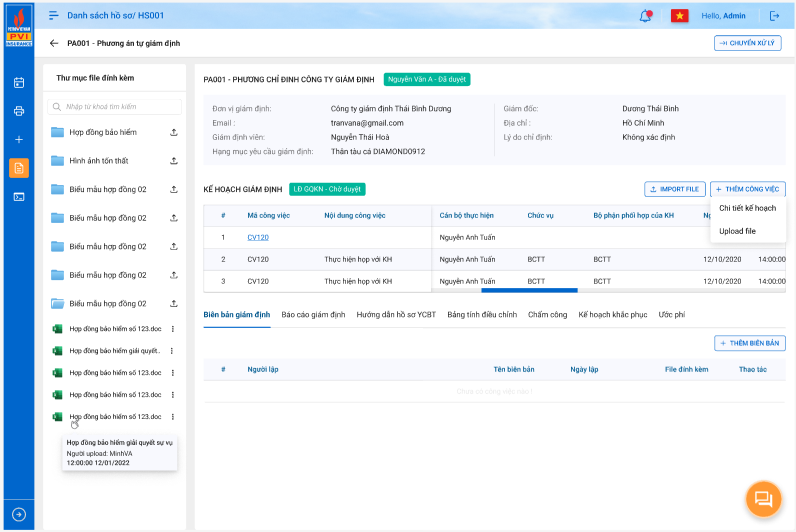 PETROVIETNAM
PVI
INSURANCE
Danh sách hồ sơ/ HS001
Hello, Admin
PA001 - Phương án tự giám định
CHUYỂN XỬ LÝ
Thư mục file đính kèm
Nhập từ khoá tìm kiếm
Hợp đồng bảo hiểm
Hình ảnh tổn thất
Biểu màu hợp đồng 02
Biểu mẫu hợp đồng 02
Biểu mẫu hợp đồng 02
Biểu mẫu hợp đồng 02
Biểu mẫu hợp đồng 02
Hợp đồng bảo hiểm số 123.doc
Hợp đồng bảo hiểm giải quyết..
Hợp đồng bảo hiểm số 123.doc
Hợp đồng bảo hiểm số 123.doc
Hợp đồng bảo hiểm số 123.doc
Hợp đồng bảo hiểm giải quyết sự vụ
Người upload: MinhVA
12:00:00 12/01/2022
PA001 - PHƯƠNG CHỈ ĐINH CÔNG TY GIÁM ĐỊNH
Nguyễn Văn A - Đã duyệt
Đơn vị giám định: Công ty giám định Thái Bình Dương
Giám đốc: Dương Thái Bình
Email : tranvana@gmail.com
Địa chỉ : Hồ Chí Minh
Giám định viên: Nguyễn Thái Hoà
Lý do chỉ định: Không xác định
Hạng mục yêu cầu giám định: Thân tàu cá DIAMOND0912
KẾ HOẠCH GIÁM ĐỊNH
LĐ GQKN - Chờ duyệt
IMPORT FILE
+ THÊM CÔNG VIỆC
Chi tiết kế hoạch
Upload file
# Mã công việc Nội dung công việc Cán bộ thực hiện Chức vụ Bộ phận phối hợp của KH Ng
1 CV120 Nguyễn Anh Tuấn
2 CV120 Thực hiện hợp với KH Nguyễn Anh Tuấn BCTT BCTT 12/10/2020 14:00:00
3 CV120 Thực hiện hợp với KH Nguyễn Anh Tuấn BCTT BCTT 12/10/2020 14:00:00
Biên bản giám định Báo cáo giám định Hướng dẫn hồ sơ YCBT Bảng tính điều chỉnh Chấm công Kế hoạch khắc phục Ước phí
+ THÊM BIÊN BẢN
# Người lập Tên biên bản Ngày lập File đính kèm Thao tác
Chưa có công việc nào !